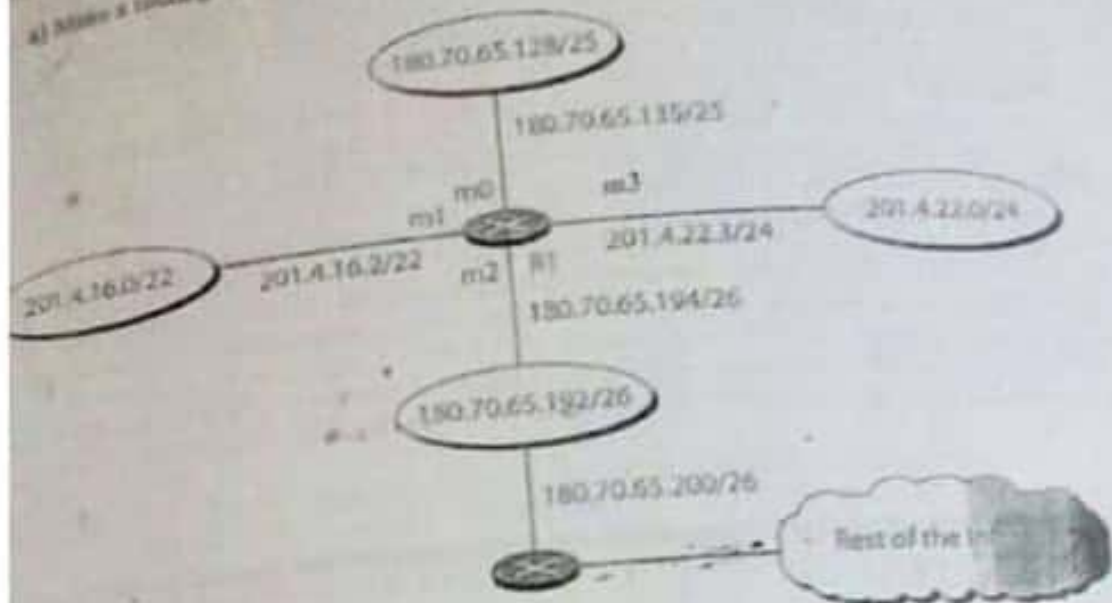 a) Make a
180.70.65.128/25
180.70.65.135/25
m0
m3
m1
201.4.22.0/24
201.4.16.2/22
201.4.22.3/24
201.4.16.0/22
m2
R1
180.70.65.194/26
180.70.65.192/26
180.70.65.200/26
Rest of the